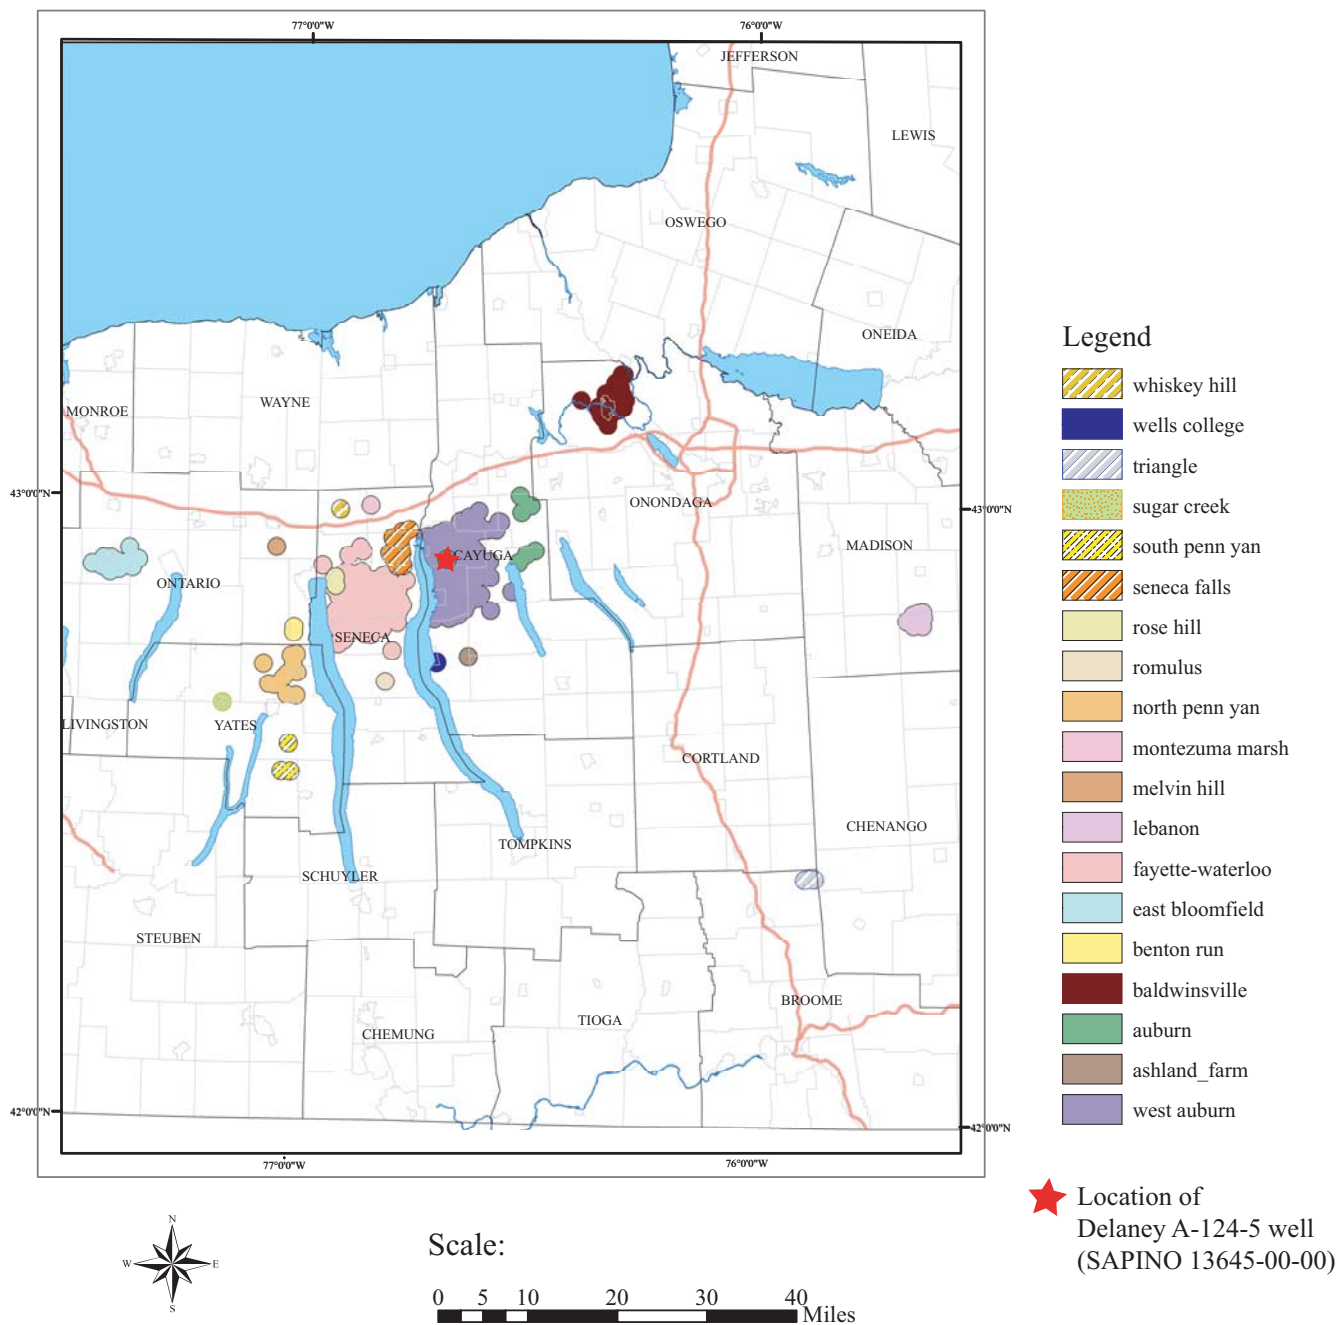 77°0'0"W
76°0'0"W
JEFFERSON
LEWIS
OSWEGO
ONEIDA
MONROE
WAYNE
43°0'0"N
ONONDAGA
43°0'0"N
CAYUGA
MADISON
ONTARIO
SENECA
LIVINGSTON
YATES
CORTLAND
CHENANGO
TOMPKINS
SCHUYLER
STEUBEN
BROOME
TIOGA
CHEMUNG
42°0'0"N
42°0'0"N
77°0'0"W
76°0'0"W
Legend
whiskey hill
wells college
triangle
sugar creek
south penn yan
seneca falls
rose hill
romulus
north penn yan
montezuma marsh
melvin hill
lebanon
fayette-waterloo
east bloomfield
benton run
baldwinsville
auburn
ashland_farm
west auburn
Location of
Delaney A-124-5 well
(SAPINO 13645-00-00)
N
W
E
S
Scale:
0 5 10 20 30 40
Miles